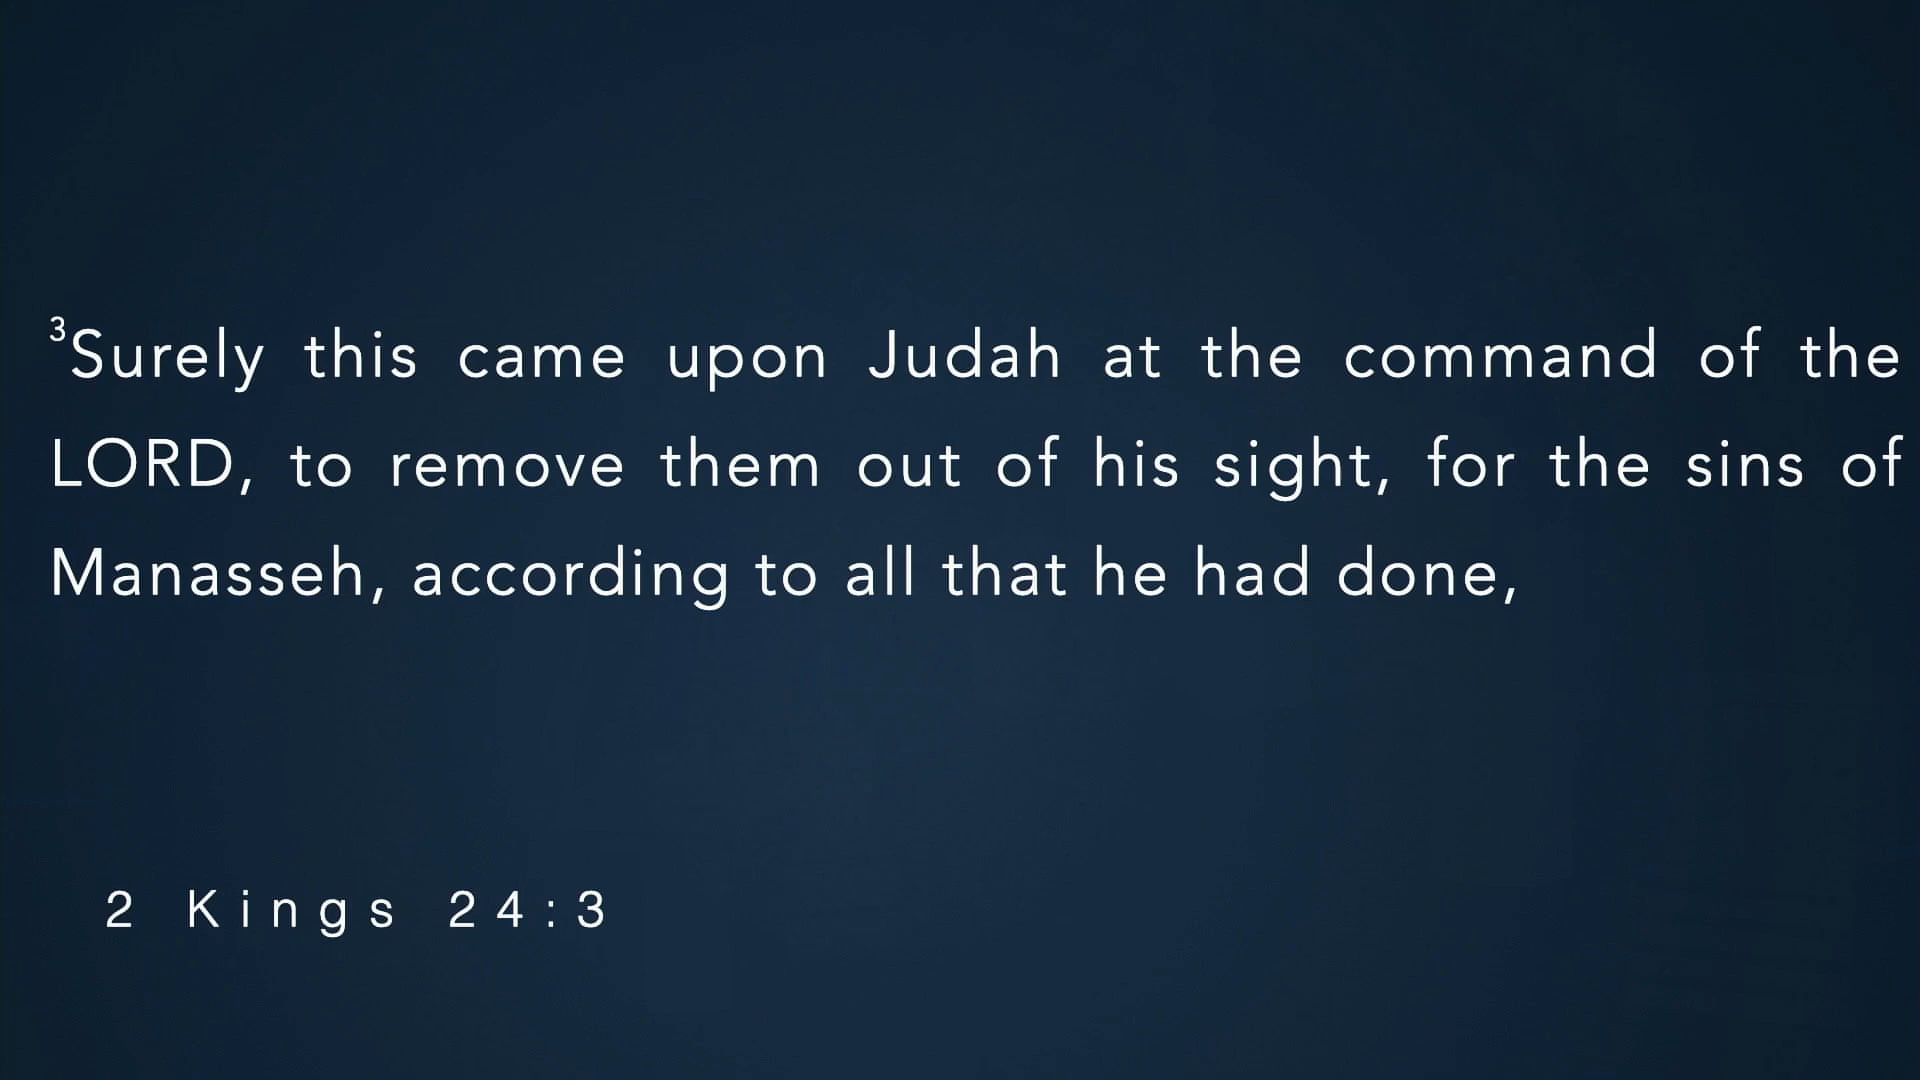 ³Surely this came upon Judah at the command of the
LORD, to remove them out of his sight, for the sins of
Manasseh, according to all that he had done,
2 Kings 24:3